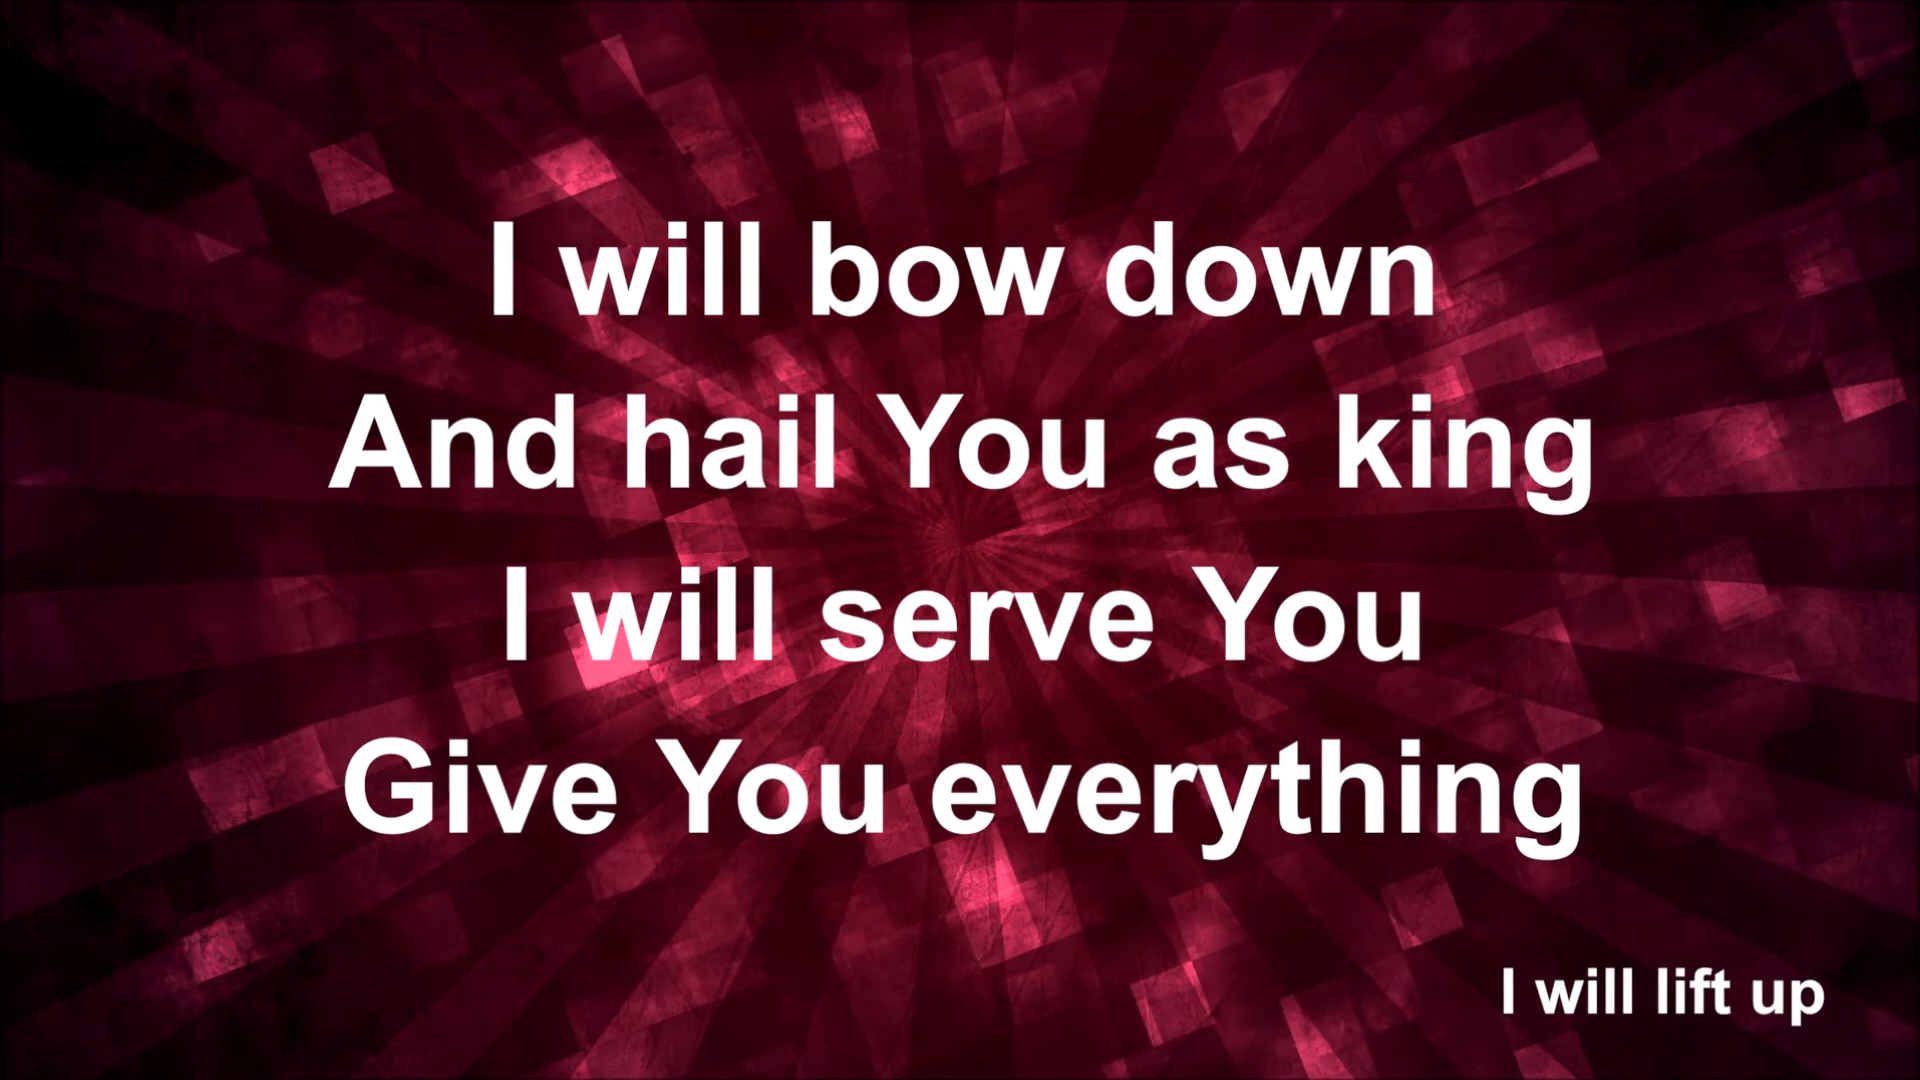 I will bow down
And hail You as king
I will serve You
Give You everything
I will lift up